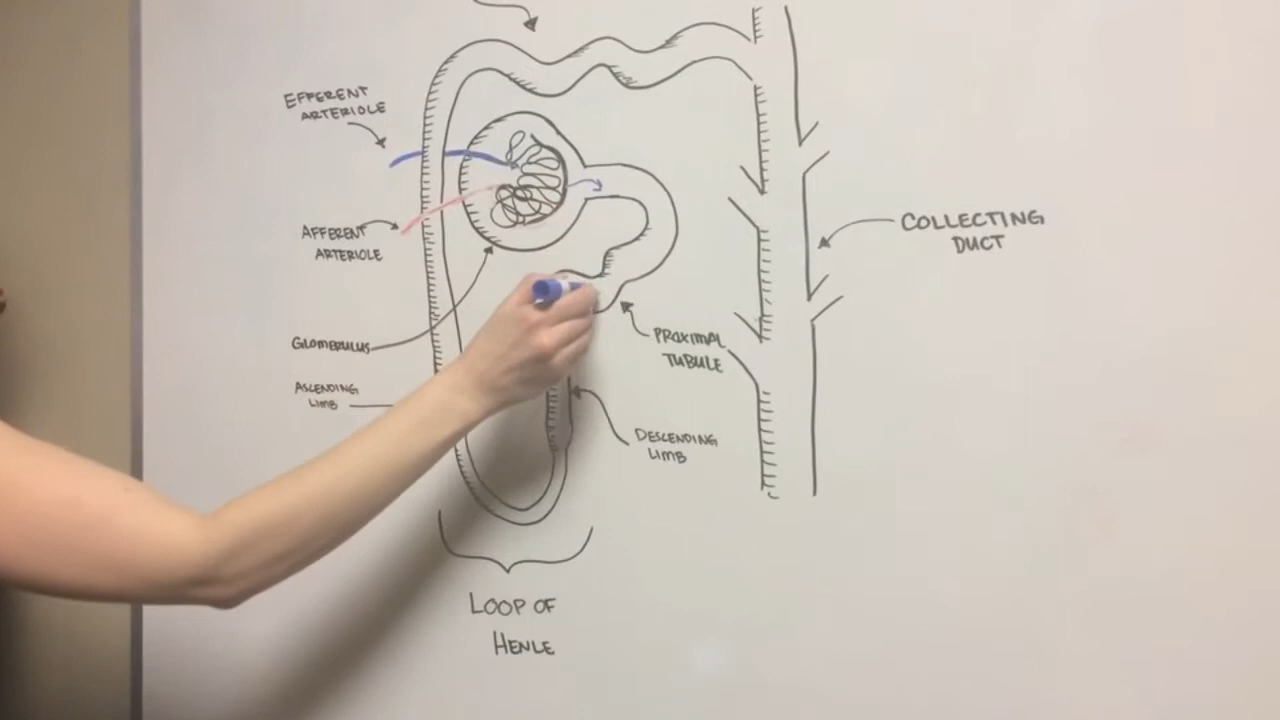 EFFERENT
ARTERIOLE
AFFERENT
ARTERIOLE
COLLECTING
DUCT
GLOMERULUS
PROXIMAL
TUBULE
ASCENDING
LIMB
DESCENDING
LIMB
LOOP OF
HENLE